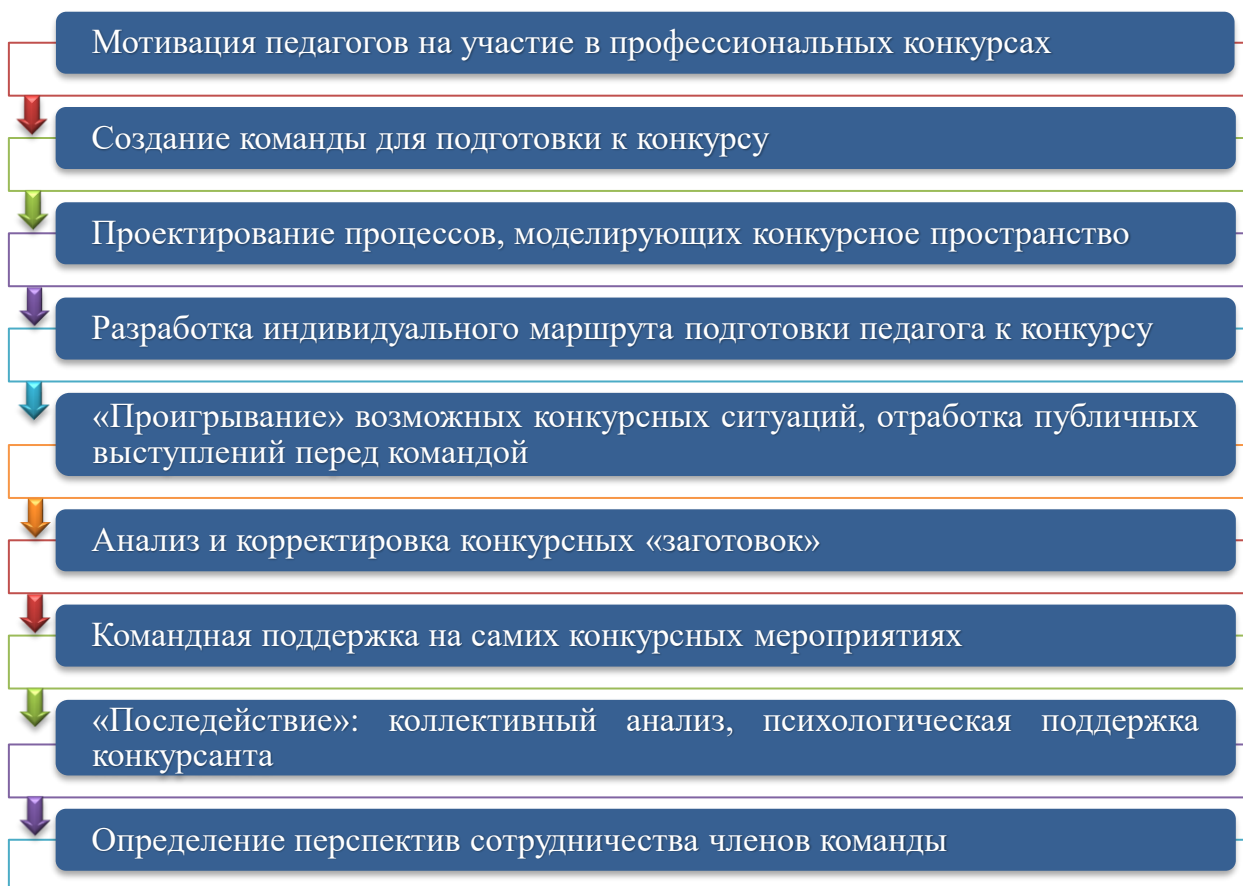 Мотивация педагогов на участие в профессиональных конкурсах
Создание команды для подготовки к конкурсу
Проектирование процессов, моделирующих конкурсное пространство
Разработка индивидуального маршрута подготовки педагога к конкурсу
«Проигрывание» возможных конкурсных ситуаций, отработка публичных
выступлений перед командой
Анализ и корректировка конкурсных «заготовок»
Командная поддержка на самих конкурсных мероприятиях
«Последействие»: коллективный анализ, психологическая поддержка
конкурсанта
Определение перспектив сотрудничества членов команды